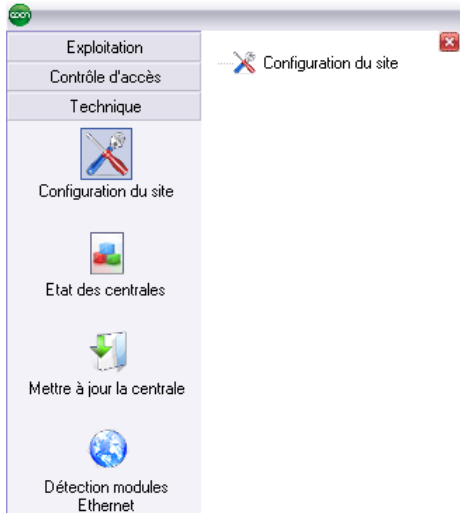 Exploitation
Contrôle d'accès
Technique
Configuration du site
Etat des centrales
Mettre à jour la centrale
Détection modules
Ethernet
Configuration du site